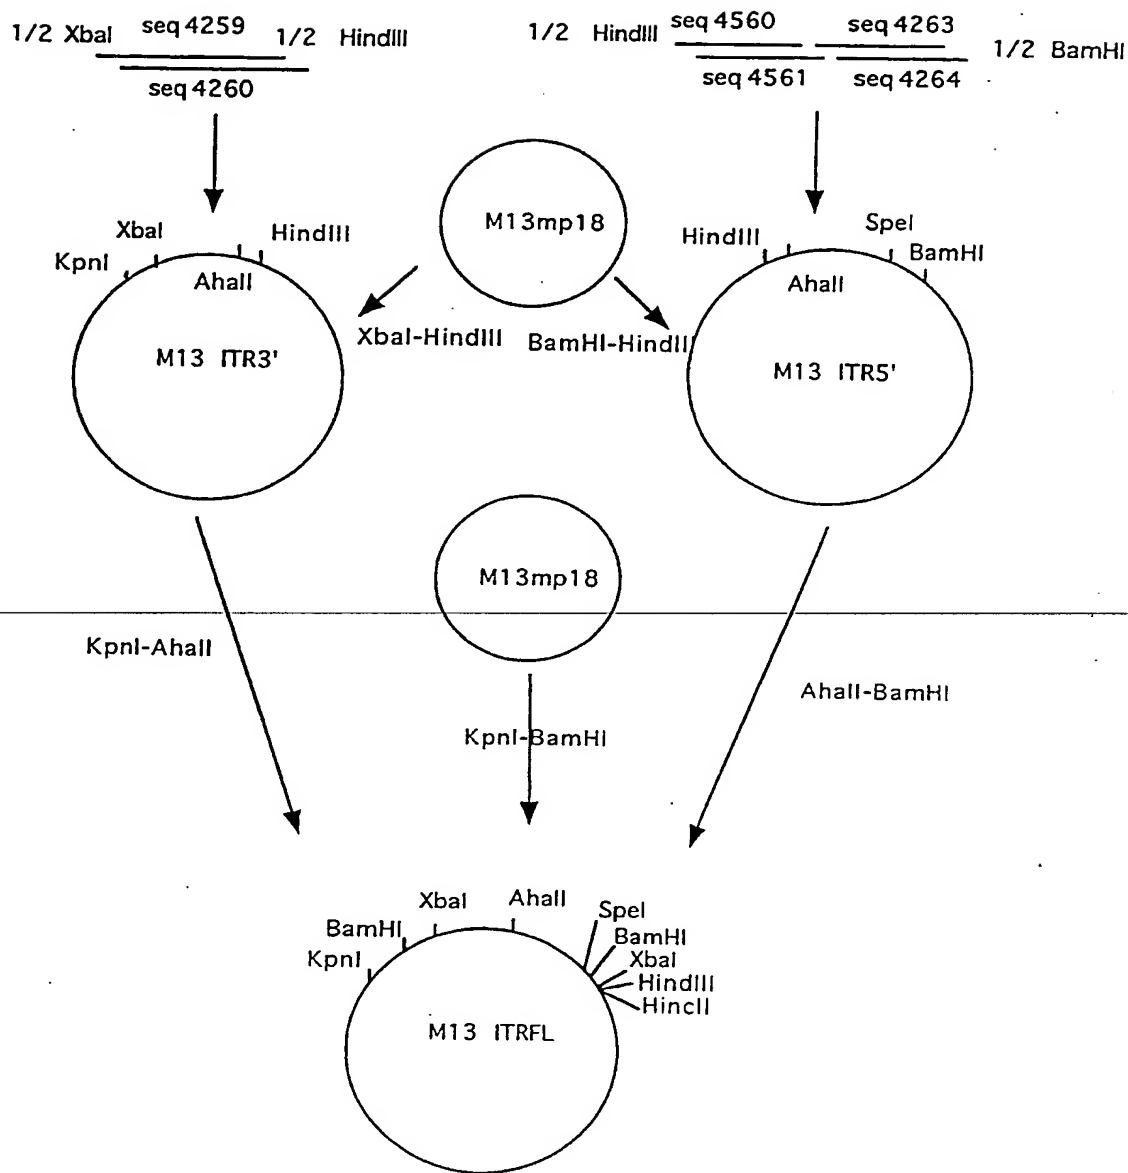 1/2 XbaI seq 4259 1/2 HindIII
seq 4260
1/2 HindIII seq 4560 seq 4263 1/2 BamHI
seq 4561 seq 4264
M13mp18
KpnI XbaI AhaII HindIII
M13 ITR3'
XbaI-HindIII
BamHI-HindIII
HindIII AhaII SpeI BamHI
M13 ITR5'
M13mp18
KpnI-AhaII
KpnI-BamHI
AhaII-BamHI
KpnI BamHI XbaI AhaII SpeI
BamHI
XbaI
HindIII
HincII
M13 ITRFL